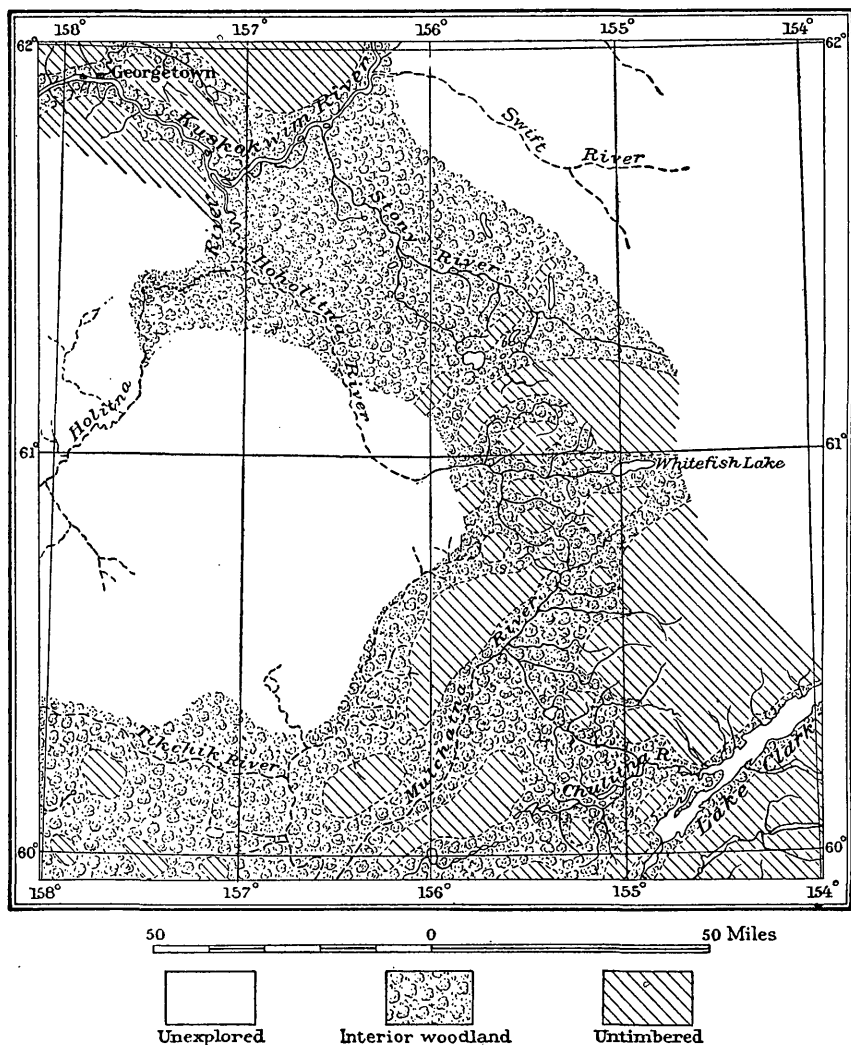 158° 157° 156° 155° 154°
62° 62°
Georgetown
Kuskokwim River
Swift River
River
Stony River
Hoholitna River
Holitna
61° 61°
Whitefish Lake
River
Mulchatna
Tikchik River
Chulitna R.
Lake Clark
60° 60°
158° 157° 156° 155° 154°
50 0 50 Miles
Unexplored Interior woodland Untimbered